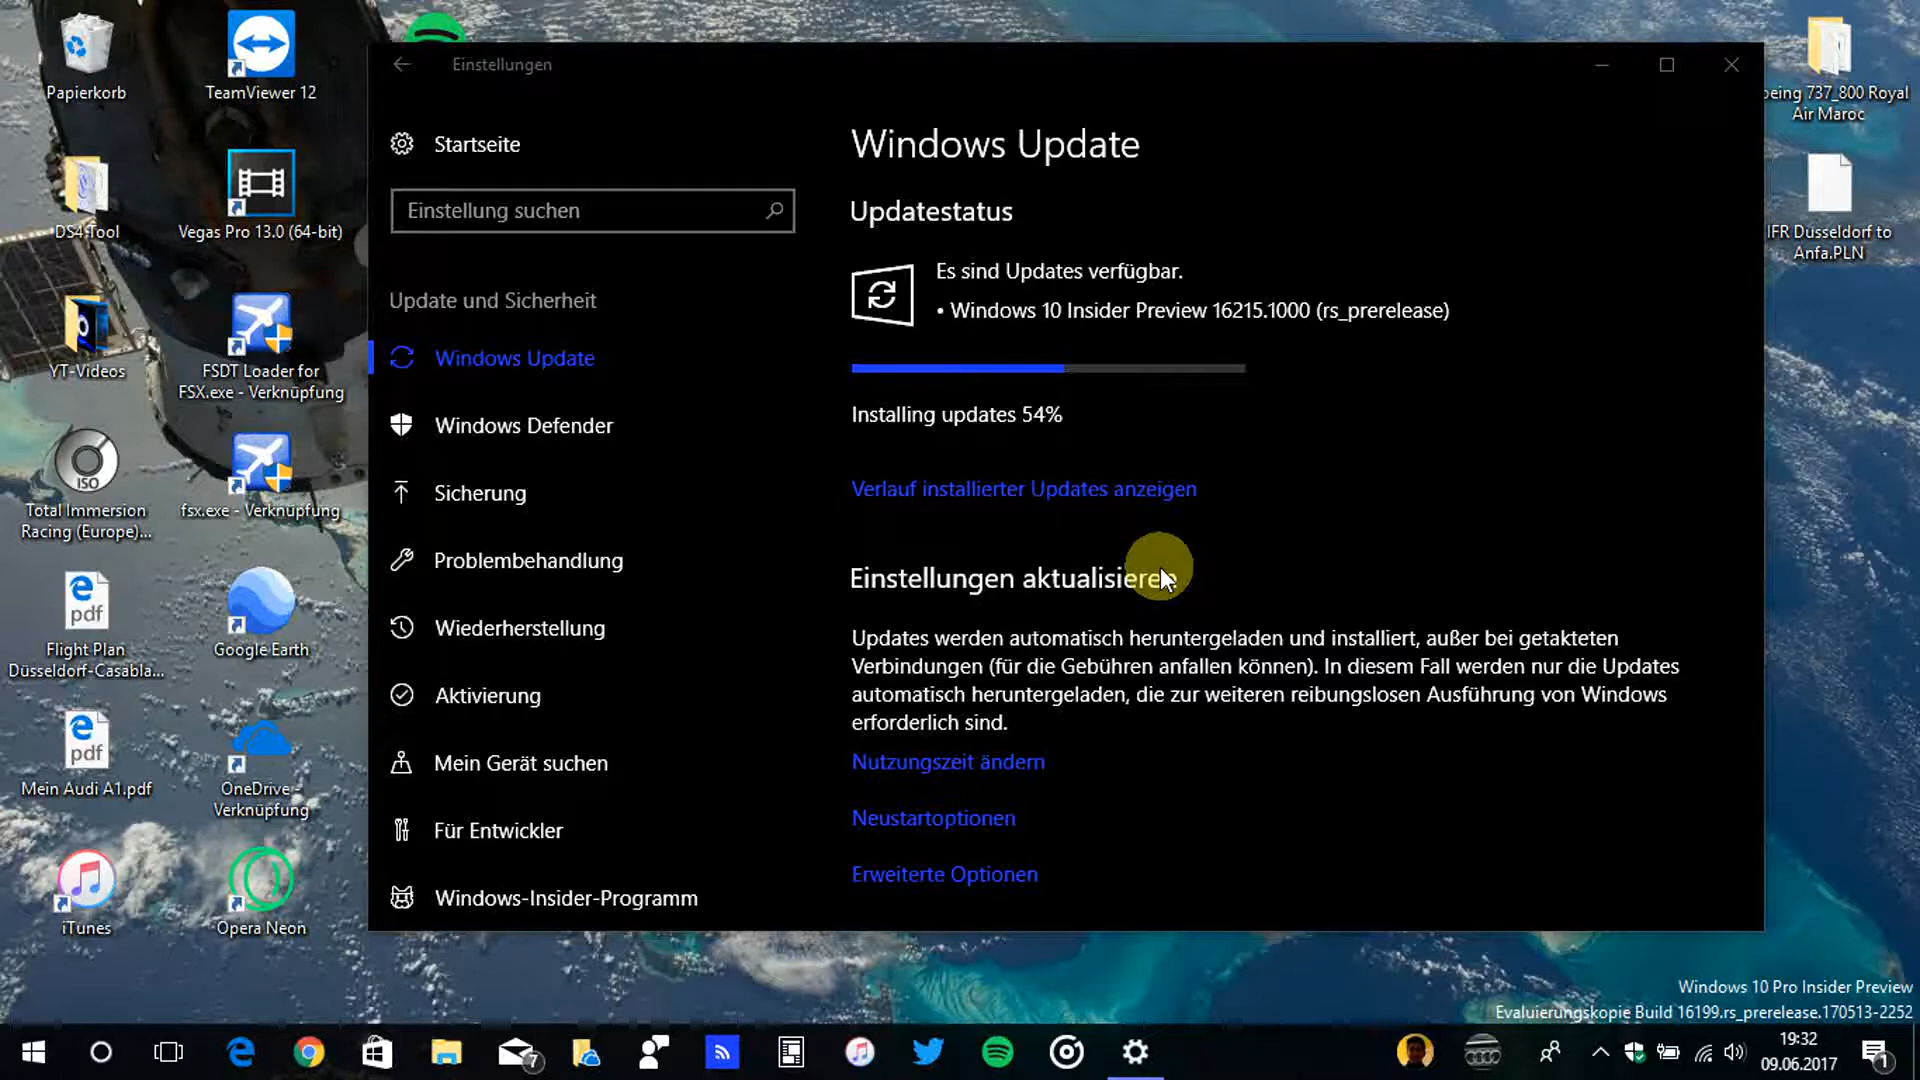 Papierkorb
TeamViewer 12
DS4-Tool
Vegas Pro 13.0 (64-bit)
YT-Videos
FSDT Loader for
FSX.exe - Verknüpfung
ISO
Total Immersion
Racing (Europe)...
fsx.exe - Verknüpfung
pdf
Flight Plan
Düsseldorf-Casabla...
Google Earth
pdf
Mein Audi A1.pdf
OneDrive -
Verknüpfung
iTunes
Opera Neon
Einstellungen
Startseite
Einstellung suchen
Update und Sicherheit
Windows Update
Windows Defender
Sicherung
Problembehandlung
Wiederherstellung
Aktivierung
Mein Gerät suchen
Für Entwickler
Windows-Insider-Programm
Windows Update
Updatestatus
Es sind Updates verfügbar.
• Windows 10 Insider Preview 16215.1000 (rs_prerelease)
Installing updates 54%
Verlauf installierter Updates anzeigen
Einstellungen aktualisieren
Updates werden automatisch heruntergeladen und installiert, außer bei getakteten
Verbindungen (für die Gebühren anfallen können). In diesem Fall werden nur die Updates
automatisch heruntergeladen, die zur weiteren reibungslosen Ausführung von Windows
erforderlich sind.
Nutzungszeit ändern
Neustartoptionen
Erweiterte Optionen
eing 737_800 Royal
Air Maroc
IFR Düsseldorf to
Anfa.PLN
Windows 10 Pro Insider Preview
Evaluierungskopie Build 16199.rs_prerelease.170513-2252
7
19:32
09.06.2017
1